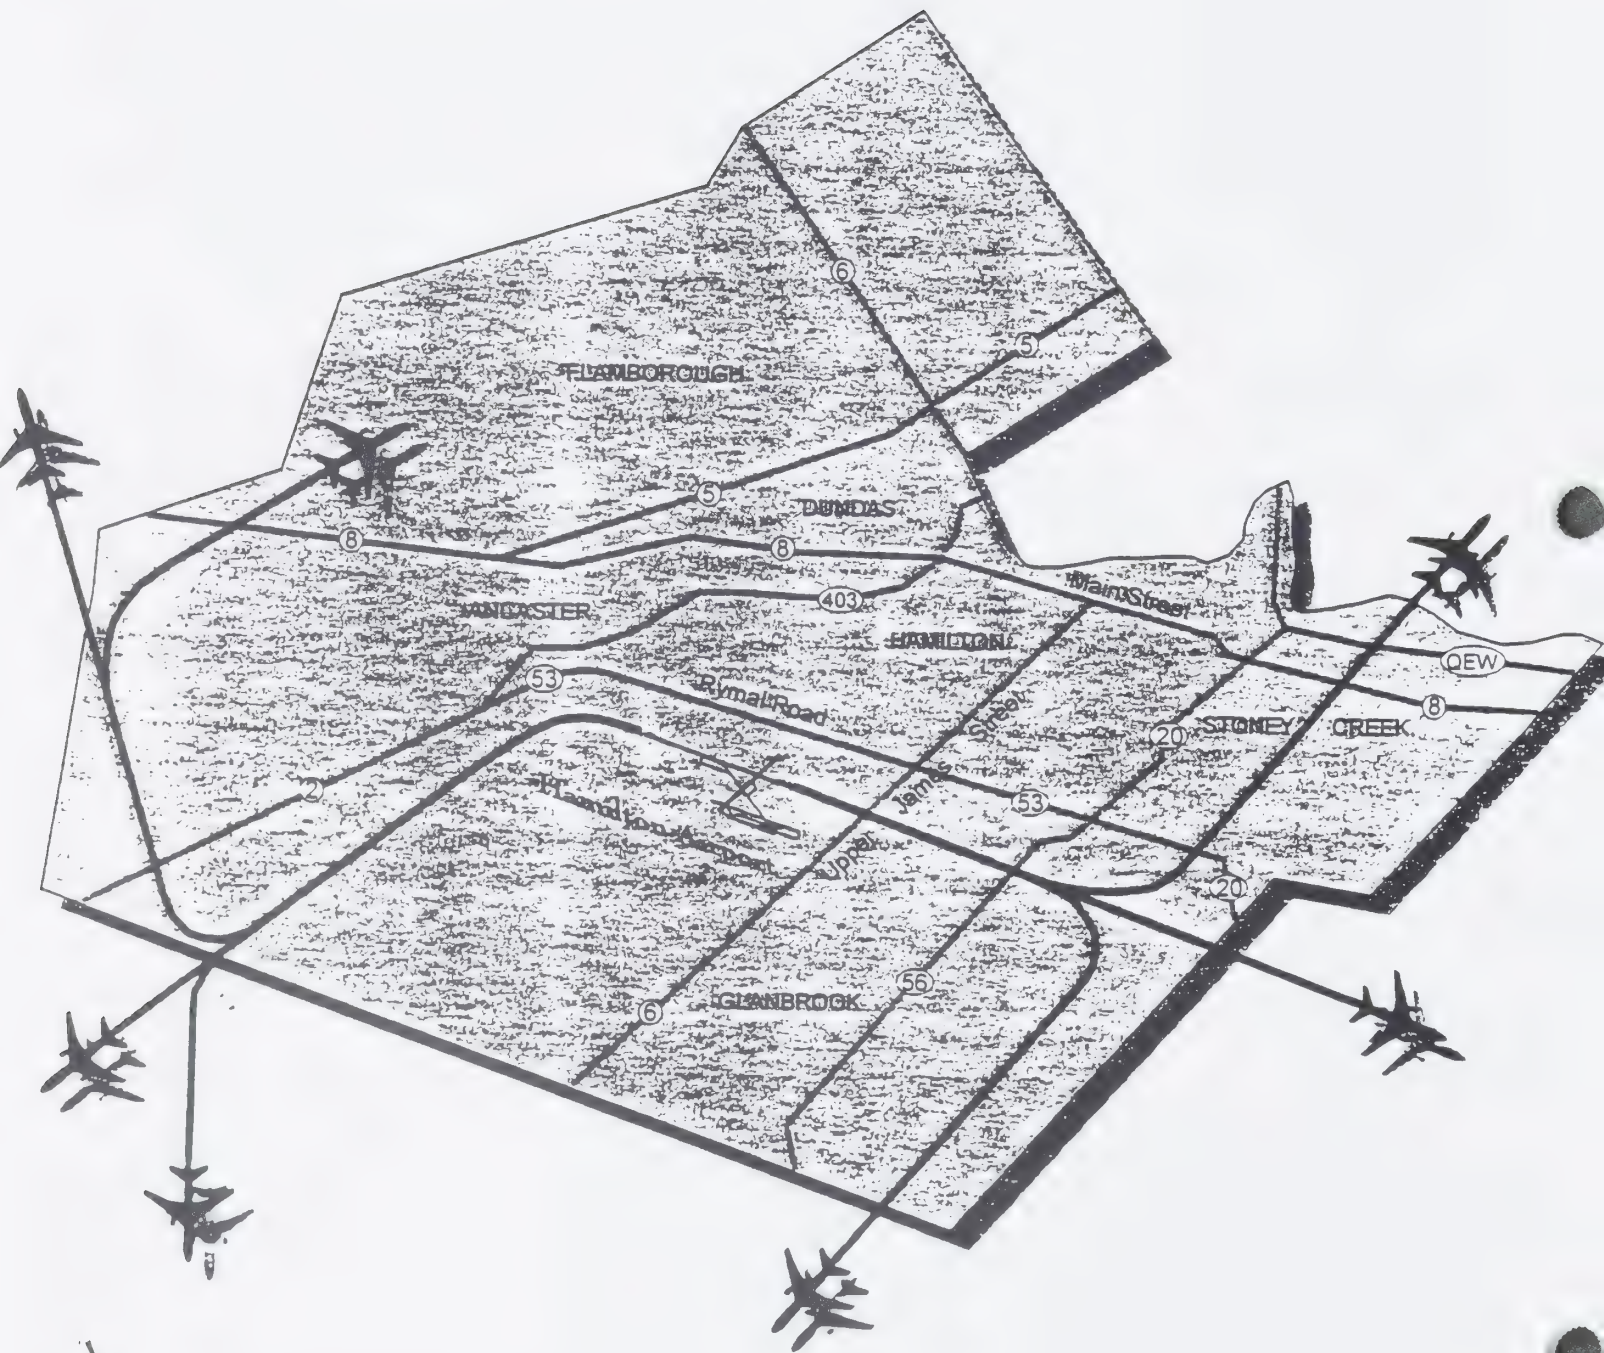 6
5
FLAMBOROUGH
5
DUNDAS
8
8
Main Street
403
ANCASTER
HAMILTON
QEW
53
Rymal Road
8
STONEY CREEK
20
2
Upper James Street
53
Hamilton Airport
20
56
GLANBROOK
6